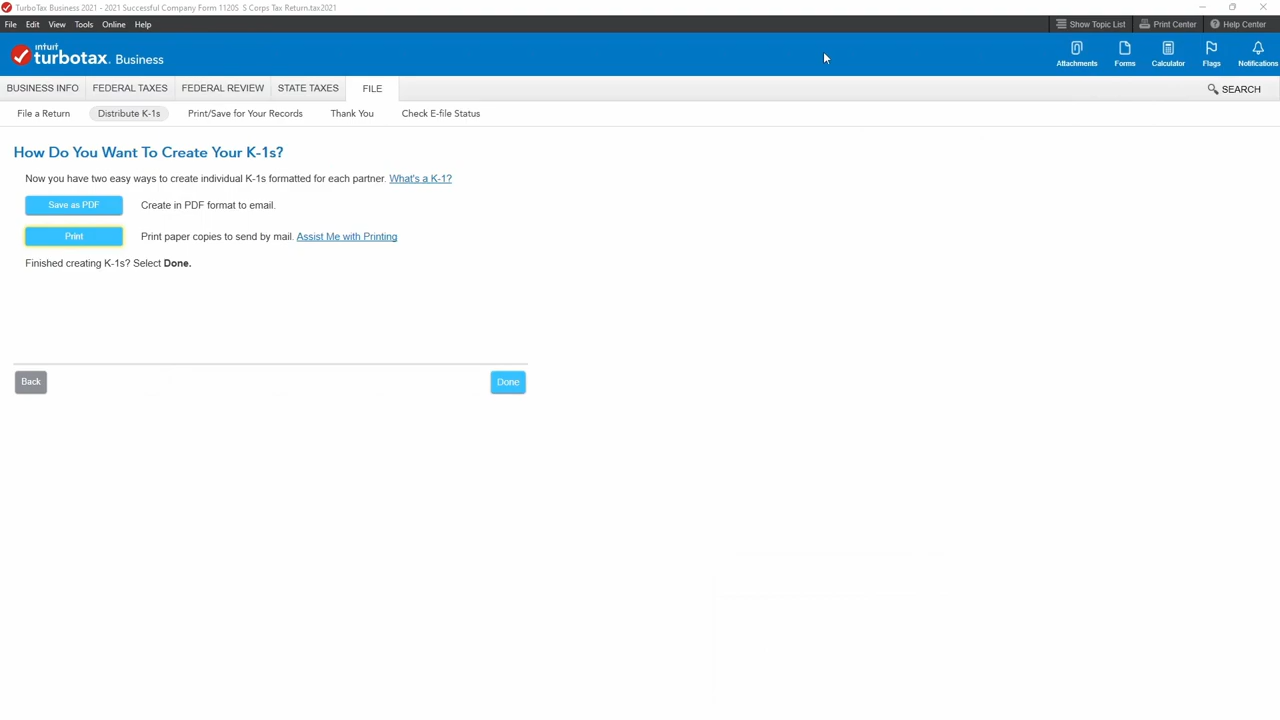 TurboTax Business 2021 - 2021 Successful Company Form 1120S S Corps Tax Return.tax2021
File Edit View Tools Online Help
Show Topic List Print Center Help Center
intuit
turbotax. Business
Attachments Forms Calculator Flags Notifications
BUSINESS INFO FEDERAL TAXES FEDERAL REVIEW STATE TAXES FILE
SEARCH
File a Return Distribute K-1s Print/Save for Your Records Thank You Check E-file Status
How Do You Want To Create Your K-1s?
Now you have two easy ways to create individual K-1s formatted for each partner. What's a K-1?
Save as PDF Create in PDF format to email.
Print Print paper copies to send by mail. Assist Me with Printing
Finished creating K-1s? Select Done.
Back Done